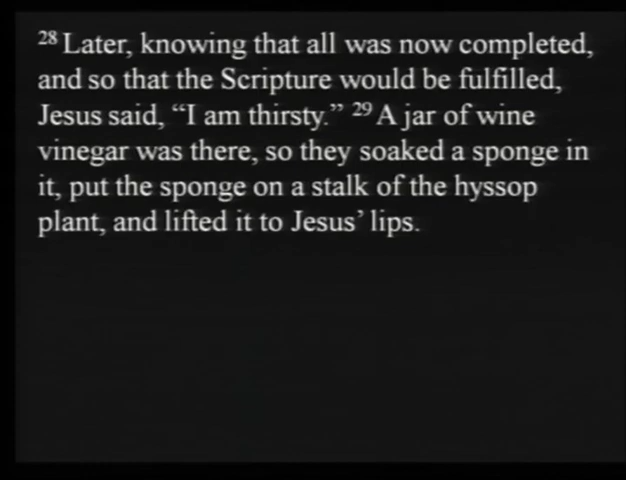 28 Later, knowing that all was now completed,
and so that the Scripture would be fulfilled,
Jesus said, “I am thirsty.” 29 A jar of wine
vinegar was there, so they soaked a sponge in
it, put the sponge on a stalk of the hyssop
plant, and lifted it to Jesus’ lips.